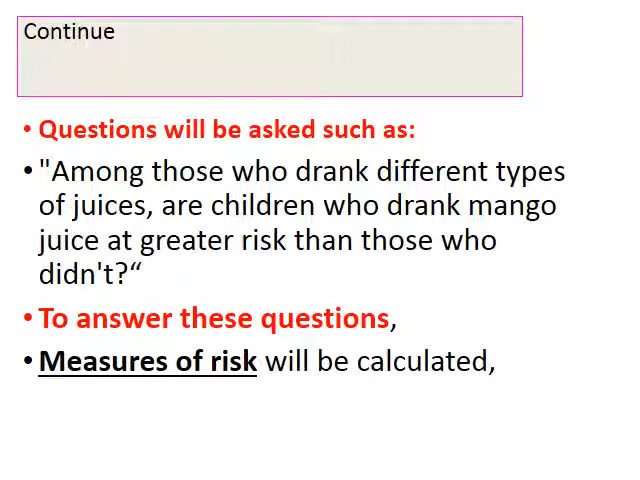 Continue
• Questions will be asked such as:
• "Among those who drank different types
of juices, are children who drank mango
juice at greater risk than those who
didn't?“
• To answer these questions,
• Measures of risk will be calculated,